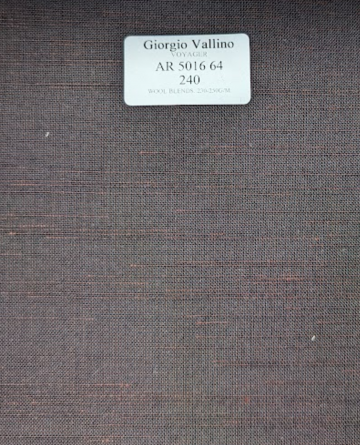 Giorgio Vallino
VOYAGER
AR 5016 64
240
WOOL BLENDS 220-230G/M